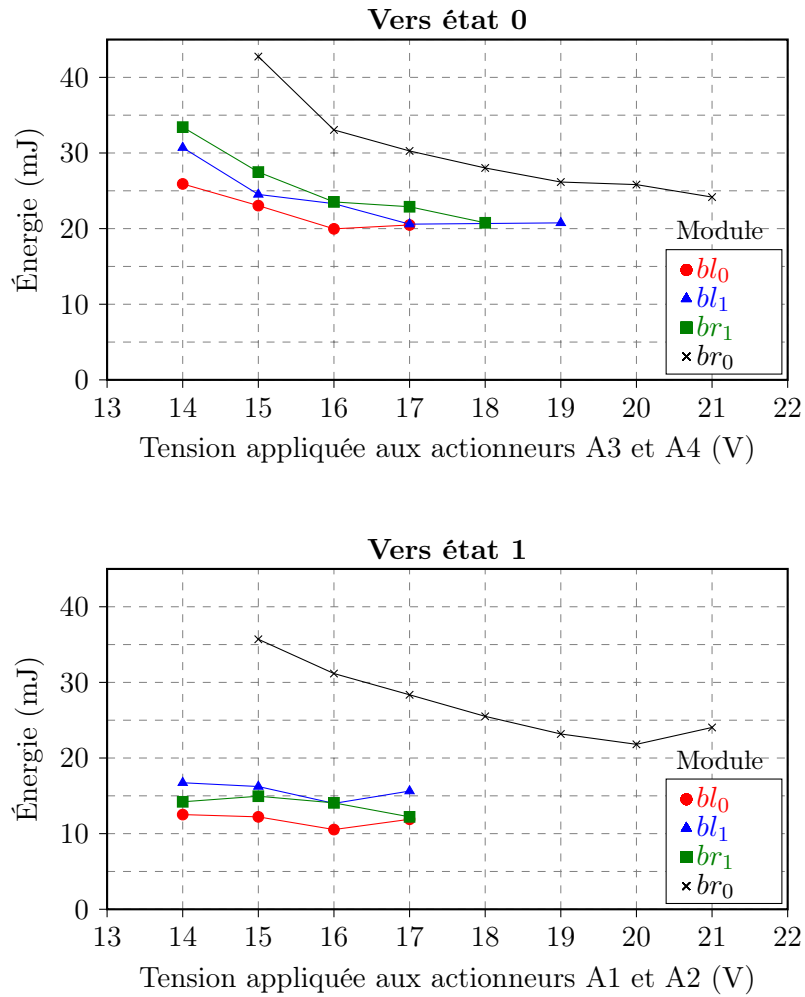 Vers état 0
Énergie (mJ)
40
30
20
10
0
13 14 15 16 17 18 19 20 21 22
Tension appliquée aux actionneurs A3 et A4 (V)
Module
bl₀
bl₁
br₁
br₀
Vers état 1
Énergie (mJ)
40
30
20
10
0
13 14 15 16 17 18 19 20 21 22
Tension appliquée aux actionneurs A1 et A2 (V)
Module
bl₀
bl₁
br₁
br₀